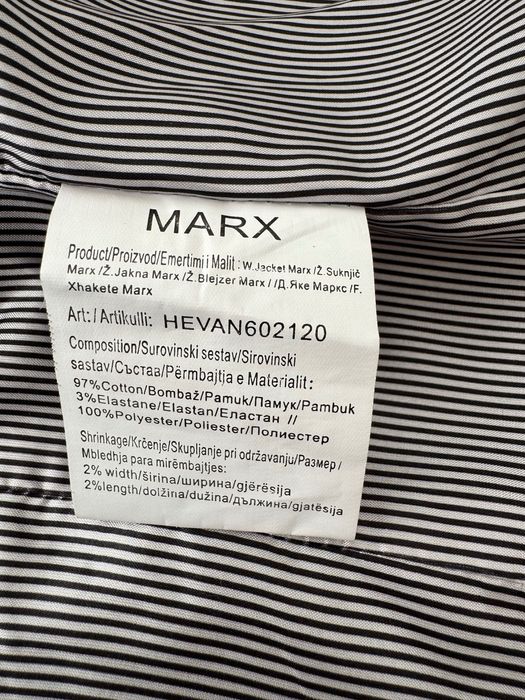 MARX
Product/Proizvod/Emertimi i Malit : W.Jacket Marx /Ž.Suknjič
Marx /Ž.Jakna Marx /Ž.Blejzer Marx / /Д.Яке Маркс /F.
Xhakete Marx
Art:/Artikulli: HEVAN602120
Composition/Surovinski sestav/Sirovinski
sastav/Състав/Përmbajtja e Materialit:
97%Cotton/Bombaž/Pamuk/Памук/Pambuk
3%Elastane/Elastan/Еластан //
100%Polyester/Poliester/Полиестер
Shrinkage/Krčenje/Skupljanje pri održavanju/Размер /
Mbledhja para mirëmbajtjes:
2% width/širina/ширина/gjërësija
2%length/dolžina/dužina/дължина/gjatësija